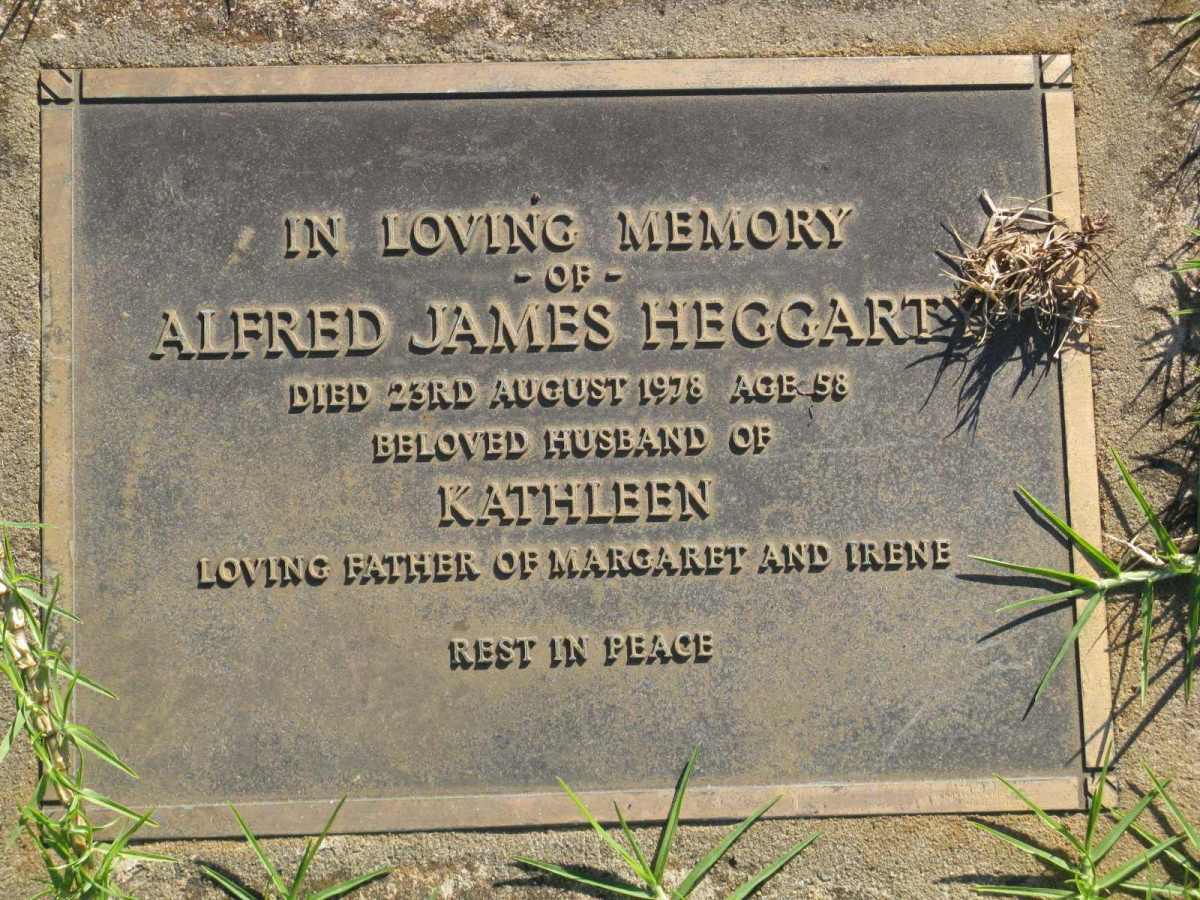 IN LOVING MEMORY
- OF -
ALFRED JAMES HEGGARTY
DIED 23RD AUGUST 1978 AGE 58
BELOVED HUSBAND OF
KATHLEEN
LOVING FATHER OF MARGARET AND IRENE
REST IN PEACE